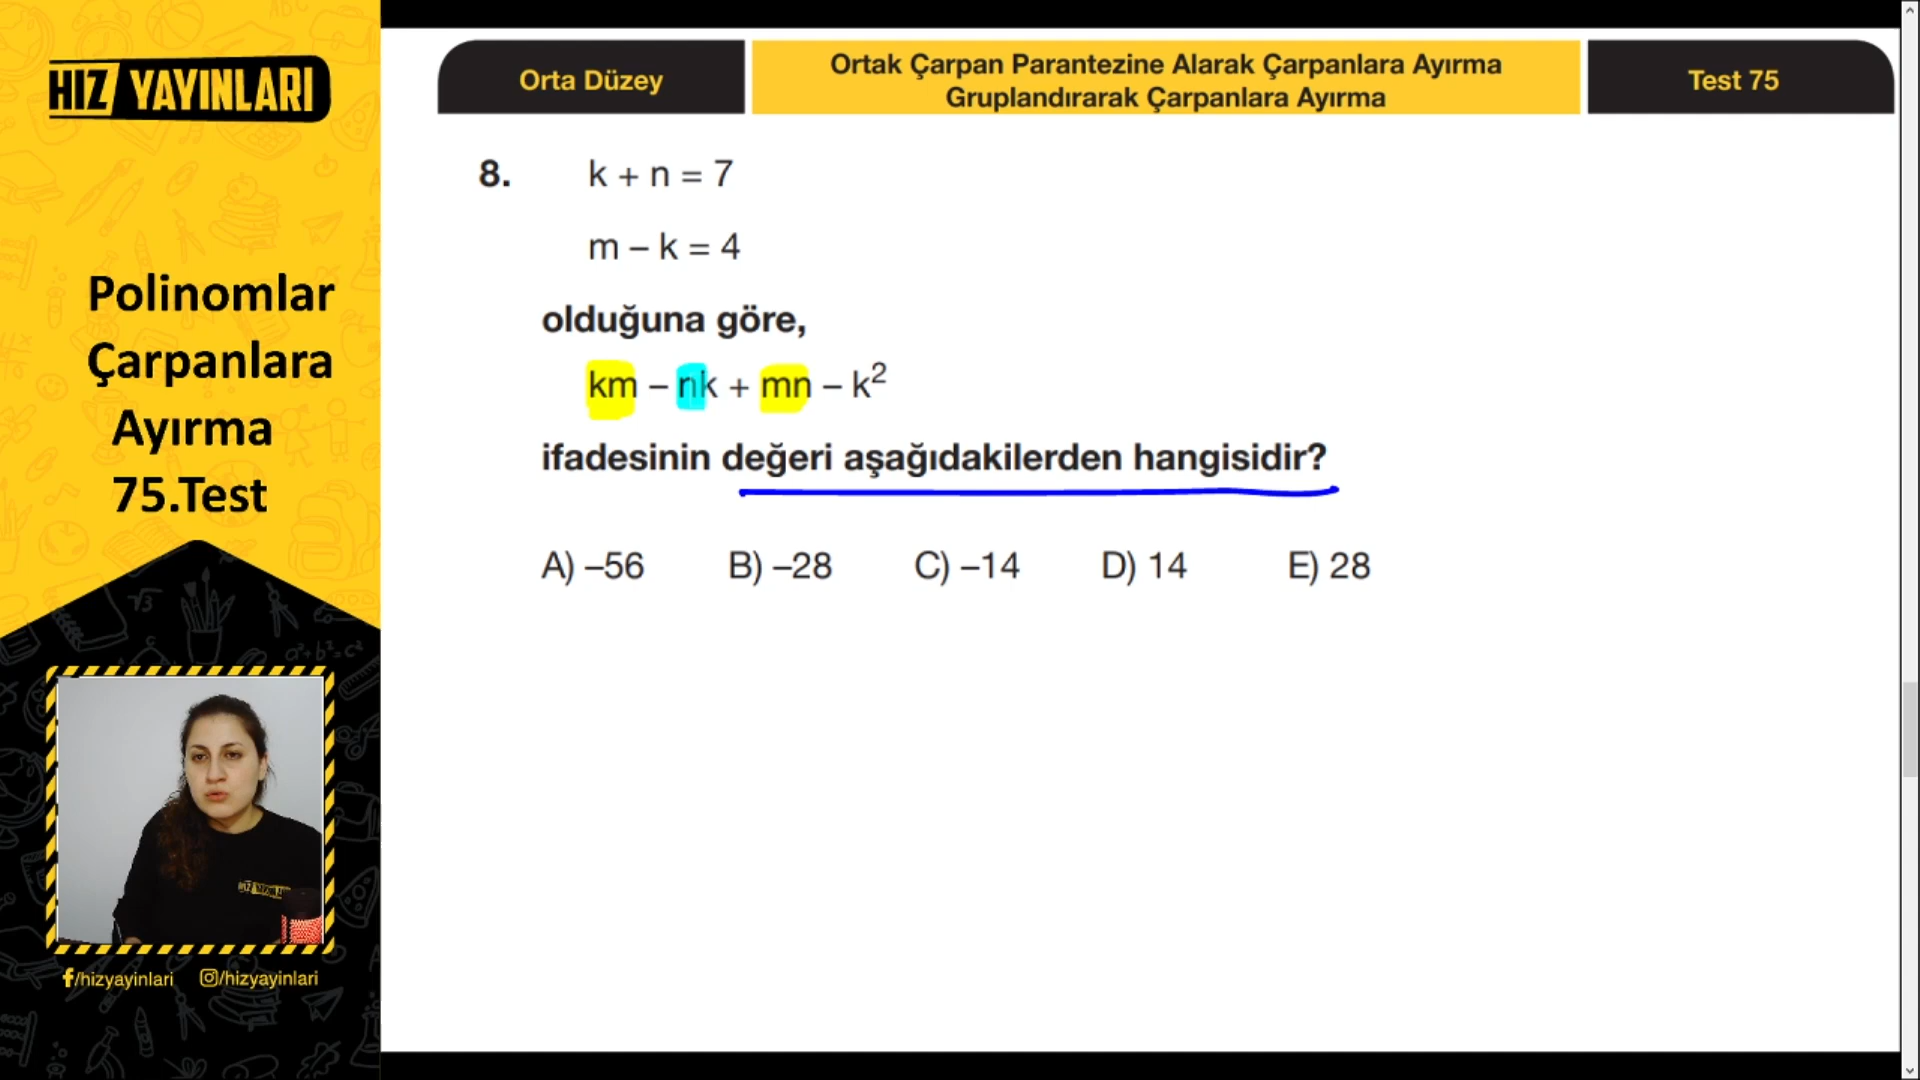 HIZ YAYINLARI
Polinomlar
Çarpanlara
Ayırma
75.Test
/hizyayinlari /hizyayinlari
Orta Düzey
Ortak Çarpan Parantezine Alarak Çarpanlara Ayırma
Gruplandırarak Çarpanlara Ayırma
Test 75
8. k + n = 7
m – k = 4
olduğuna göre,
km – nk + mn – k²
ifadesinin değeri aşağıdakilerden hangisidir?
A) –56 B) –28 C) –14 D) 14 E) 28